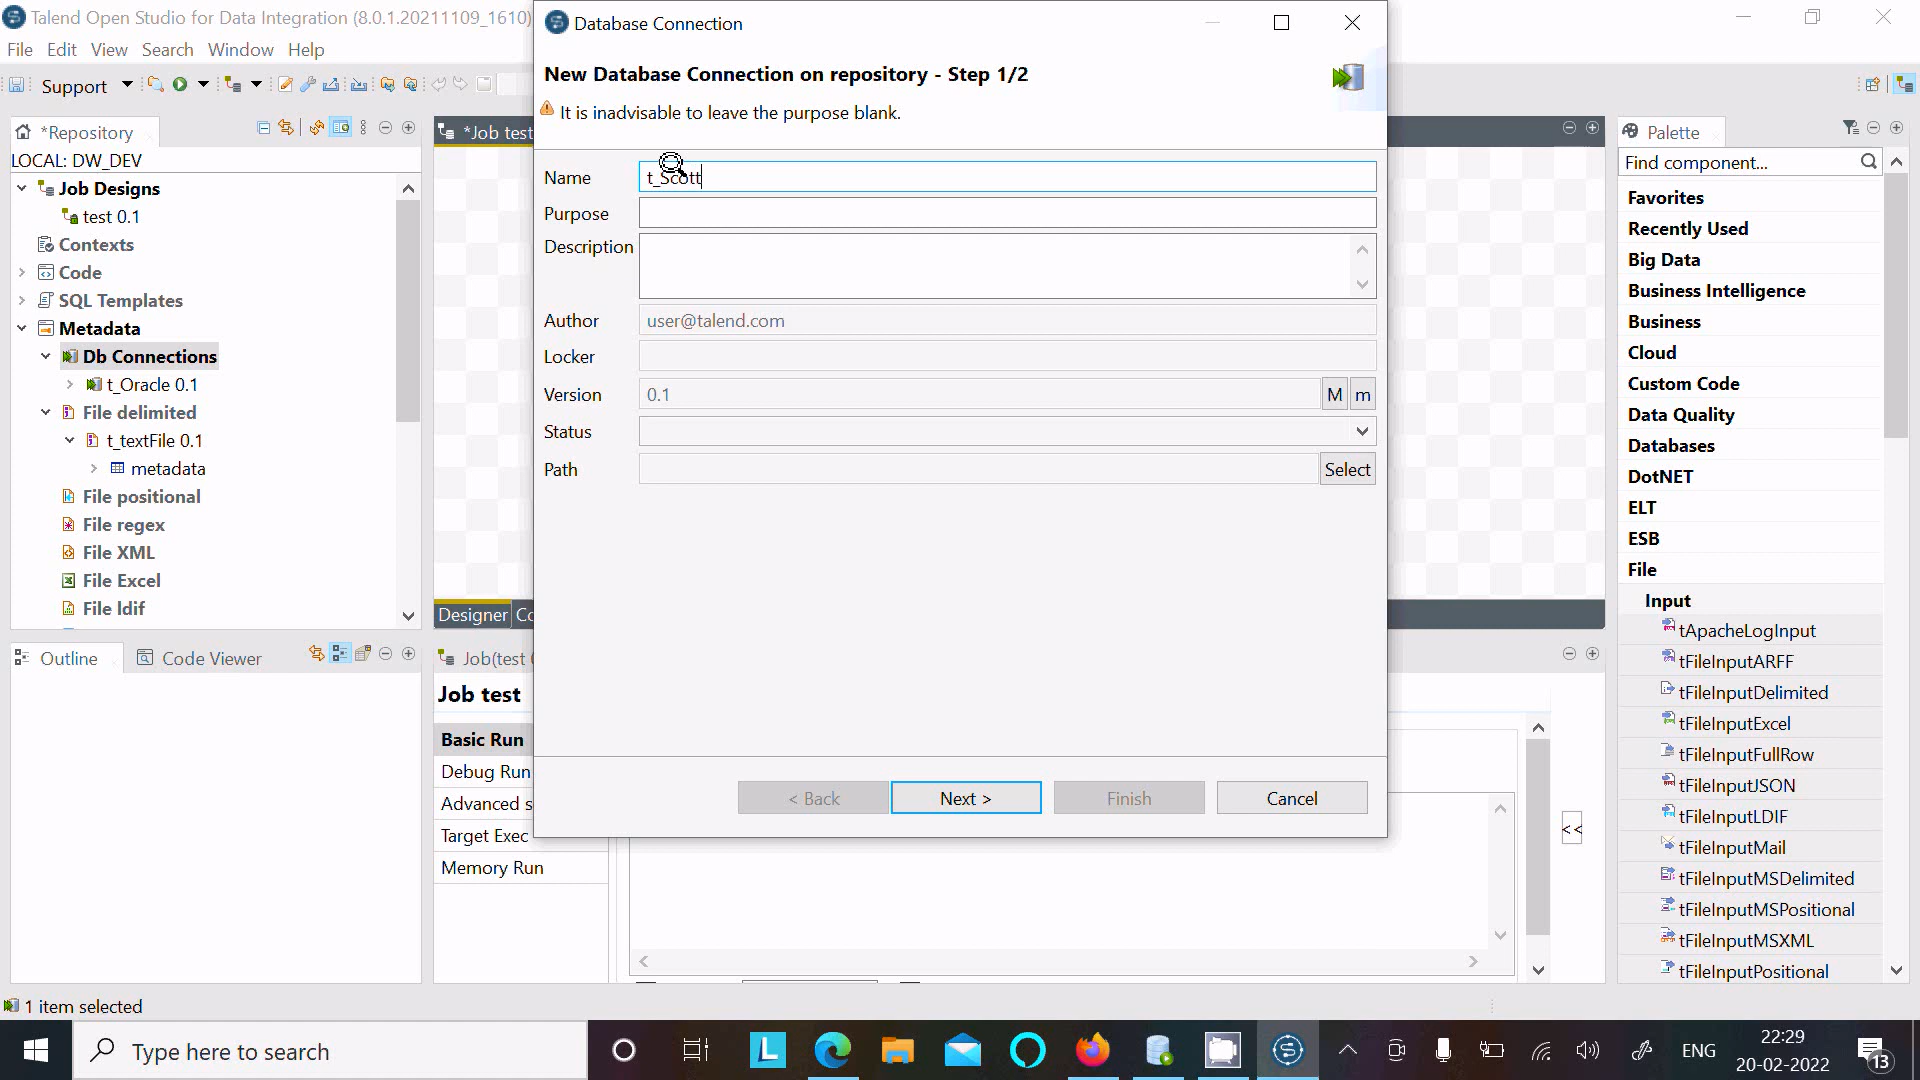 Talend Open Studio for Data Integration (8.0.1.20211109_1610)
File Edit View Search Window Help
Support
*Repository
LOCAL: DW_DEV
Job Designs
test 0.1
Contexts
Code
SQL Templates
Metadata
Db Connections
t_Oracle 0.1
File delimited
t_textFile 0.1
metadata
File positional
File regex
File XML
File Excel
File ldif
Outline
Code Viewer
*Job test
Designer Co
Job(test
Job test
Basic Run
Debug Run
Advanced s
Target Exec
Memory Run
Database Connection
New Database Connection on repository - Step 1/2
It is inadvisable to leave the purpose blank.
Name t_Scott
Purpose
Description
Author user@talend.com
Locker
Version 0.1 M m
Status
Path Select
< Back Next > Finish Cancel
<<
Palette
Find component...
Favorites
Recently Used
Big Data
Business Intelligence
Business
Cloud
Custom Code
Data Quality
Databases
DotNET
ELT
ESB
File
Input
tApacheLogInput
tFileInputARFF
tFileInputDelimited
tFileInputExcel
tFileInputFullRow
tFileInputJSON
tFileInputLDIF
tFileInputMail
tFileInputMSDelimited
tFileInputMSPositional
tFileInputMSXML
tFileInputPositional
1 item selected
Type here to search
L
ENG
22:29
20-02-2022
13